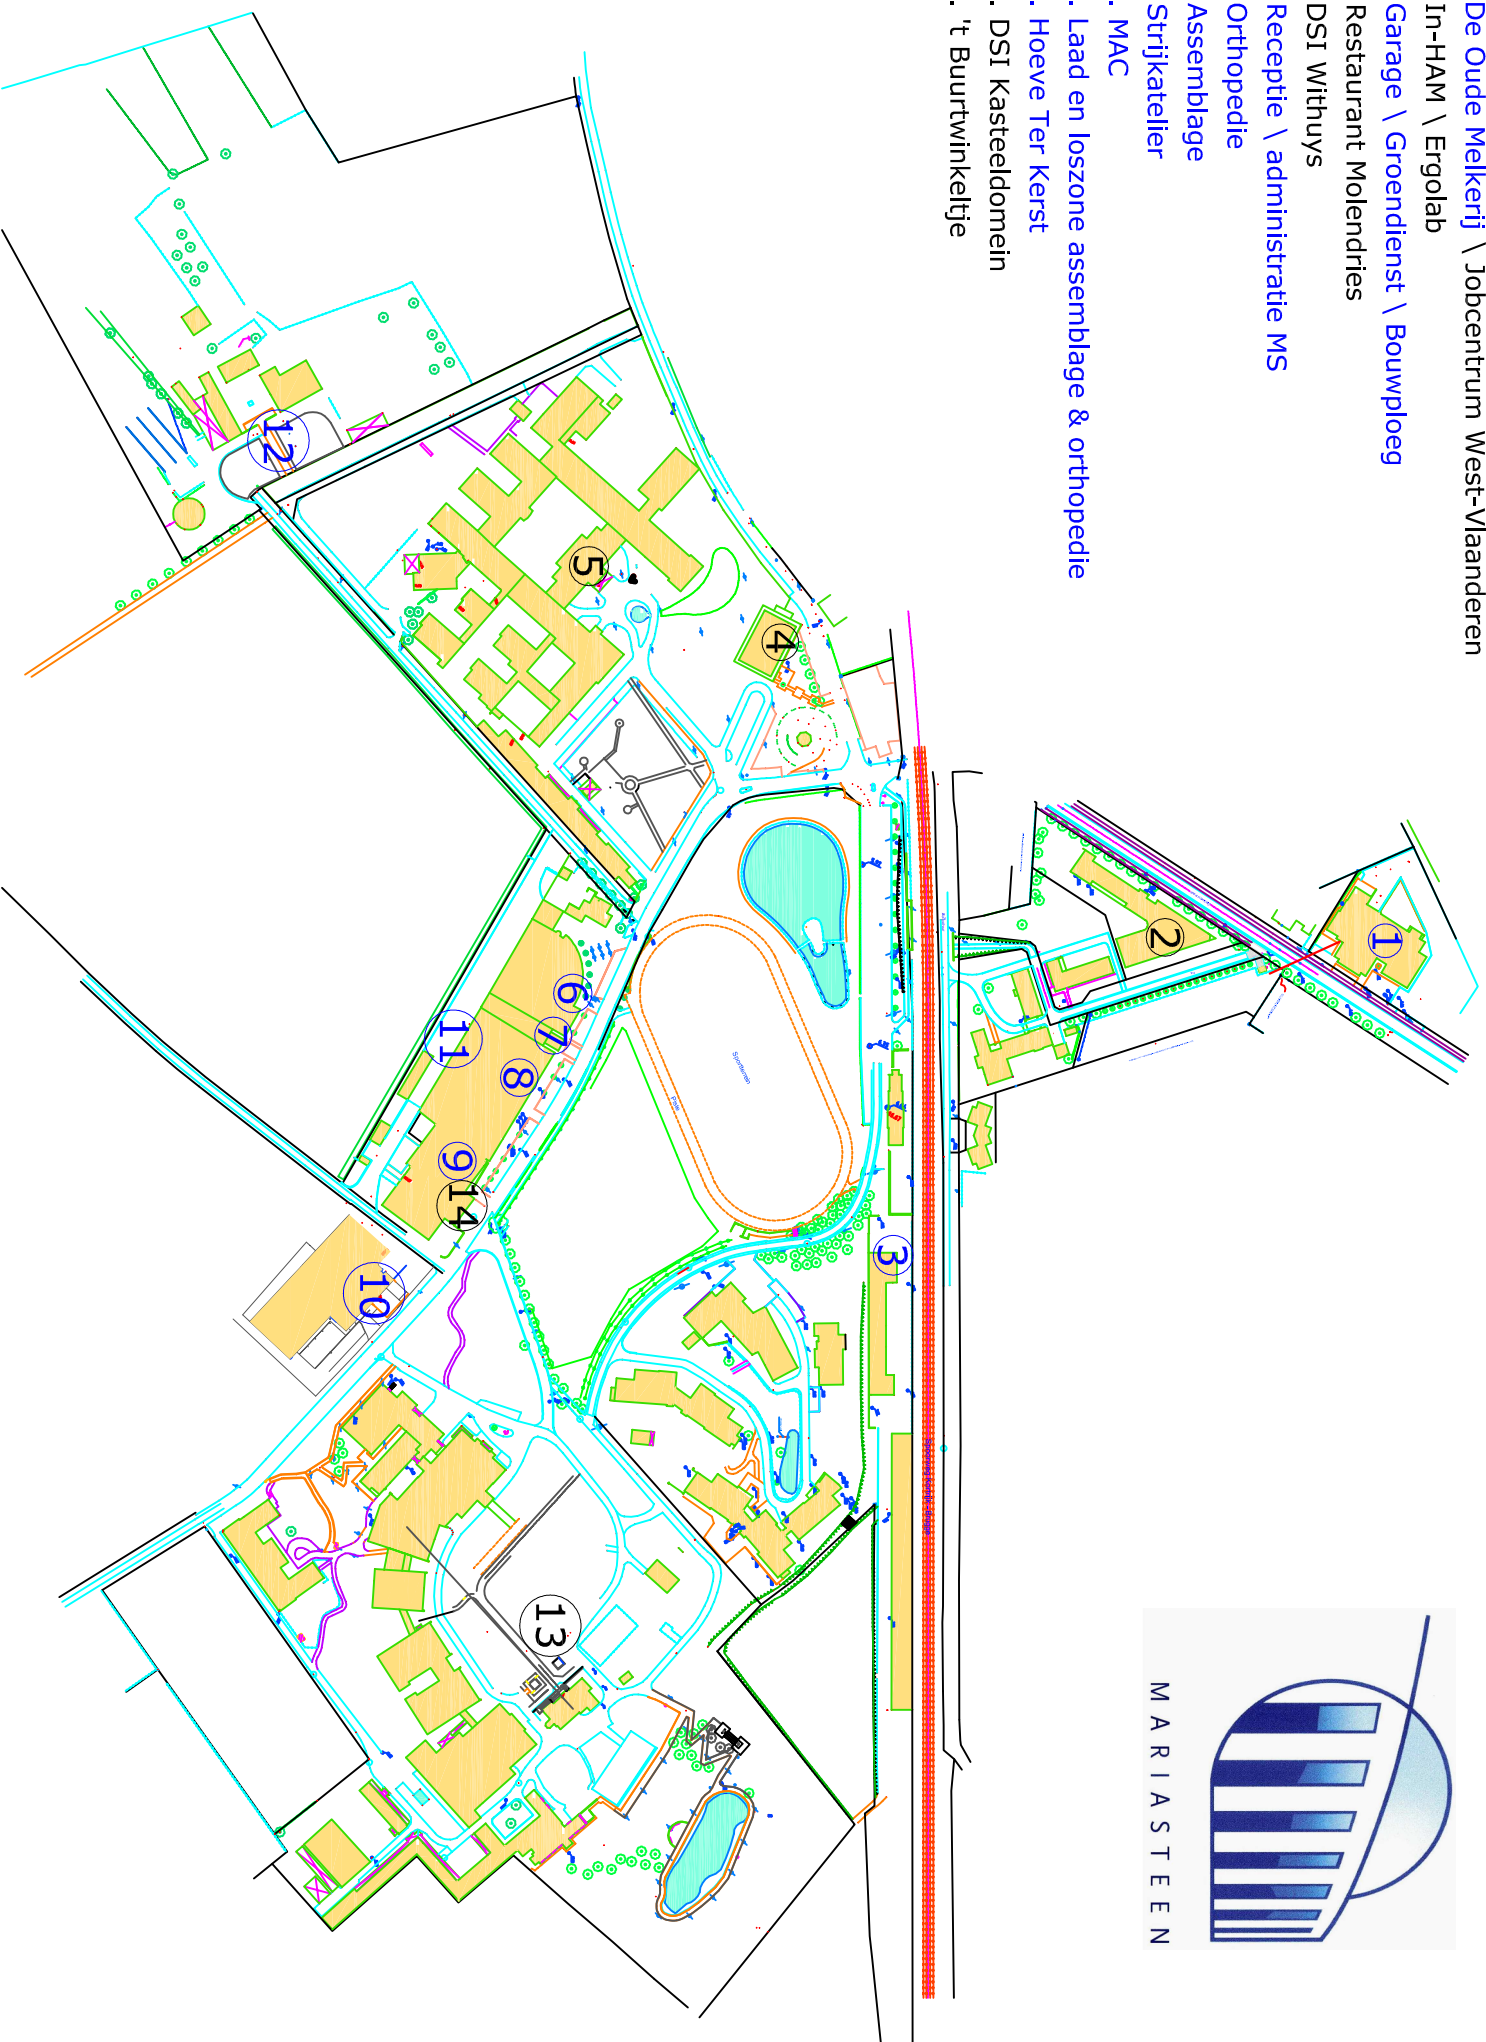 De Oude Melkerij \ Jobcentrum West-Vlaanderen
In-HAM \ Ergolab
Garage \ Groendienst \ Bouwploeg
Restaurant Molendries
DSI Withuys
Receptie \ administratie MS
Orthopedie
Assemblage
Strijkatelier
. MAC
. Laad en loszone assemblage & orthopedie
. Hoeve Ter Kerst
. DSI Kasteeldomein
. 't Buurtwinkeltje
1
2
3
4
5
6
7
8
9
10
11
12
13
14
Sportterrein
Piste
MARIASTEEN